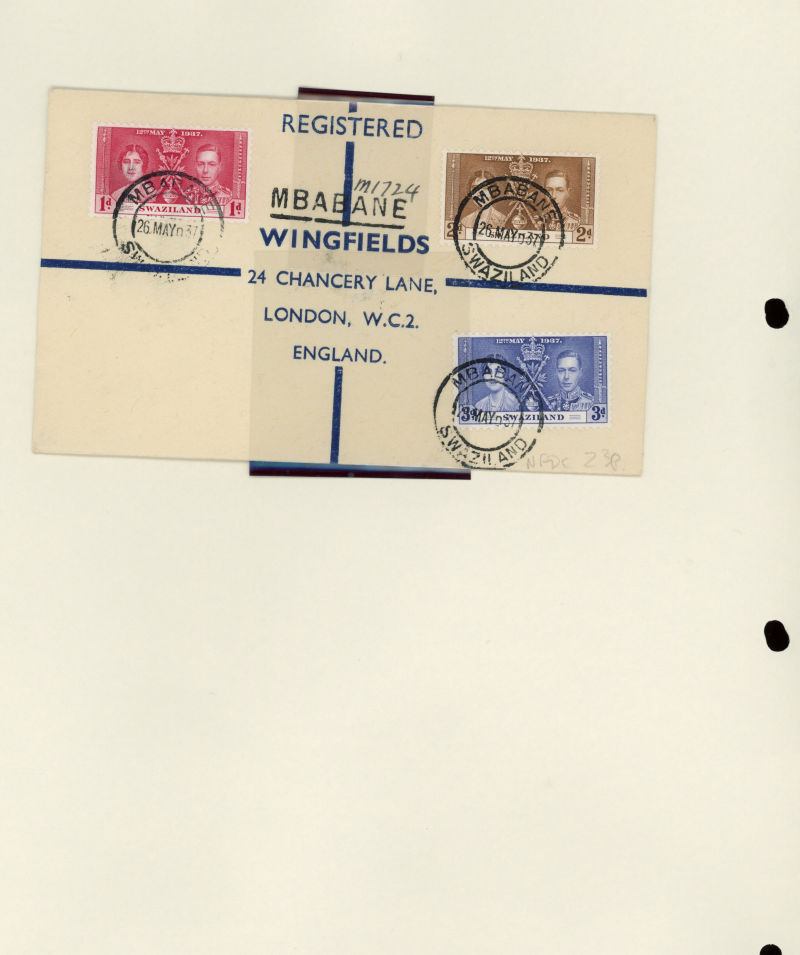 12TH MAY 1937.
1d SWAZILAND 1d
MBABANE
26.MAY 37
REGISTERED
m1724
MBABANE
WINGFIELDS
24 CHANCERY LANE,
LONDON, W.C.2.
ENGLAND.
12TH MAY 1937.
2d 2d
MBABANE
26.MAY 37
SWAZILAND
12TH MAY 1937.
3d SWAZILAND 3d
MBABANE
MAY 37
SWAZILAND